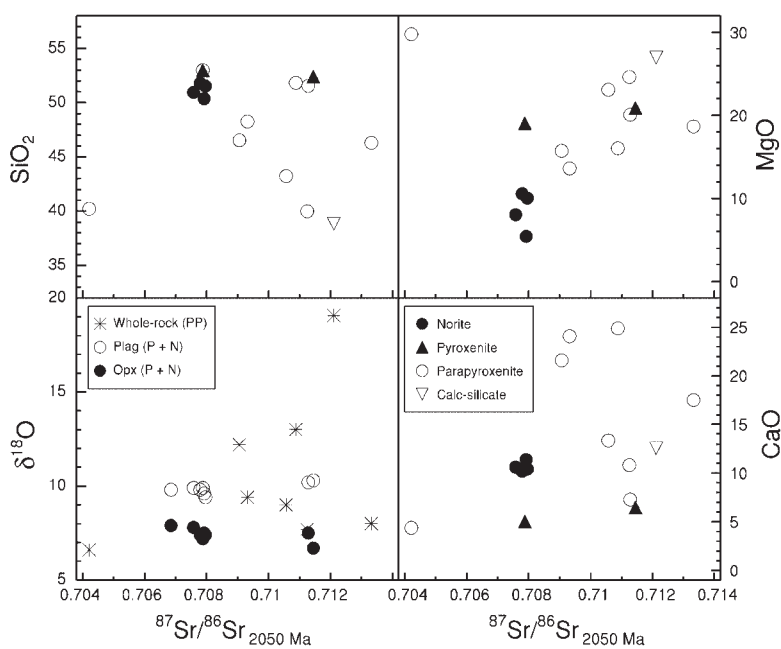 55
50
45
40
35
SiO₂
30
20
10
0
MgO
20
15
10
5
δ¹⁸O
Whole-rock (PP)
Plag (P + N)
Opx (P + N)
Norite
Pyroxenite
Parapyroxenite
Calc-silicate
25
20
15
10
5
0
CaO
0.704 0.706 0.708 0.71 0.712 0.704 0.706 0.708 0.71 0.712 0.714
⁸⁷Sr/⁸⁶Sr₂₀₅₀ Ma ⁸⁷Sr/⁸⁶Sr₂₀₅₀ Ma